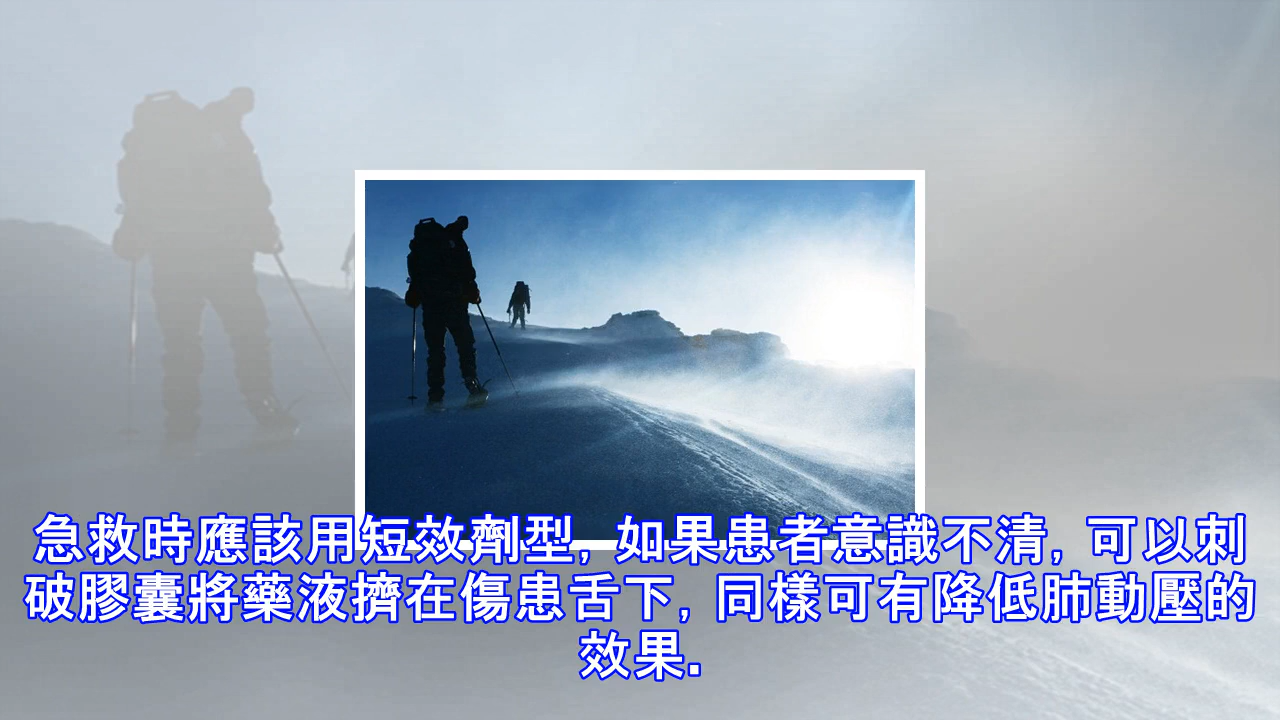 急救時應該用短效劑型, 如果患者意識不清, 可以刺
破膠囊將藥液擠在傷患舌下, 同樣可有降低肺動壓的
效果.